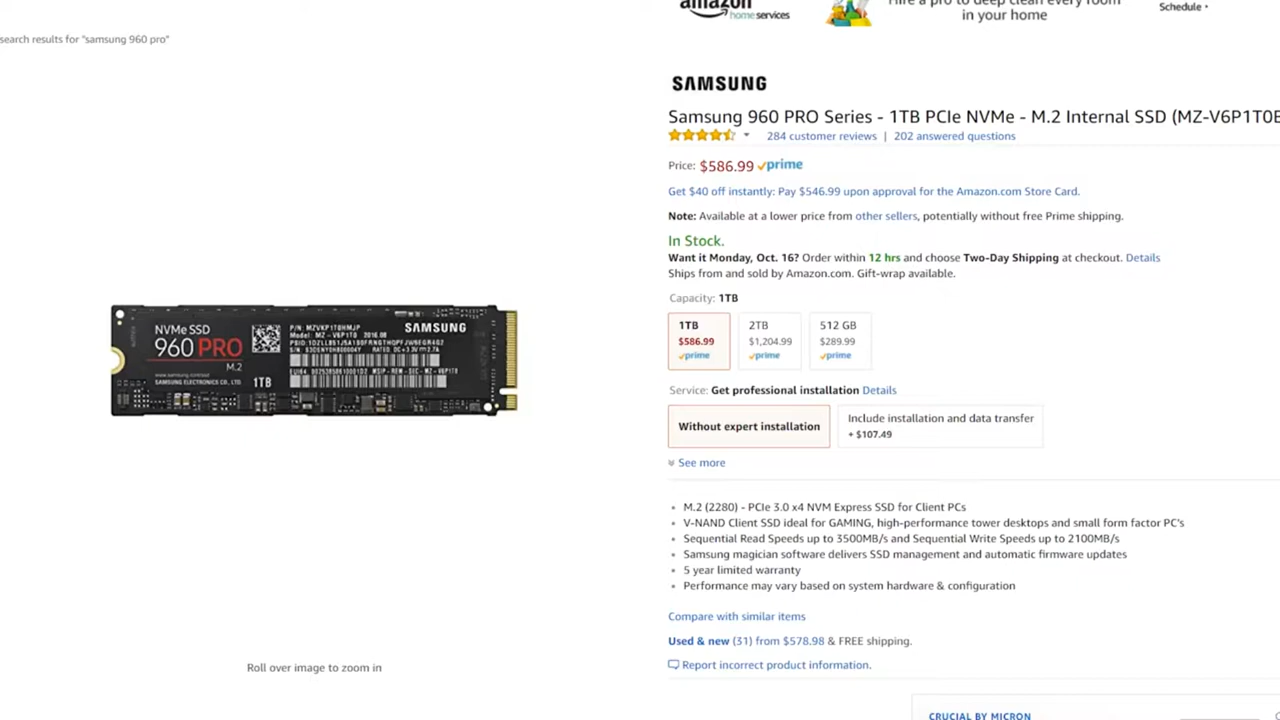 amazon
home services
Hire a pro to deep clean every room
in your home
Schedule
search results for "samsung 960 pro"
SAMSUNG
Samsung 960 PRO Series - 1TB PCIe NVMe - M.2 Internal SSD (MZ-V6P1T0
284 customer reviews | 202 answered questions
Price: $586.99 prime
Get $40 off instantly: Pay $546.99 upon approval for the Amazon.com Store Card.
Note: Available at a lower price from other sellers, potentially without free Prime shipping.
In Stock.
Want it Monday, Oct. 16? Order within 12 hrs and choose Two-Day Shipping at checkout. Details
Ships from and sold by Amazon.com. Gift-wrap available.
Capacity: 1TB
1TB 2TB 512 GB
$586.99 $1,204.99 $289.99
prime prime prime
Service: Get professional installation Details
Without expert installation
Include installation and data transfer
+ $107.49
See more
M.2 (2280) - PCIe 3.0 x4 NVM Express SSD for Client PCs
V-NAND Client SSD ideal for GAMING, high-performance tower desktops and small form factor PC's
Sequential Read Speeds up to 3500MB/s and Sequential Write Speeds up to 2100MB/s
Samsung magician software delivers SSD management and automatic firmware updates
5 year limited warranty
Performance may vary based on system hardware & configuration
Compare with similar items
Used & new (31) from $578.98 & FREE shipping.
Report incorrect product information.
CRUCIAL BY MICRON
NVMe SSD
960 PRO
M.2
SAMSUNG ELECTRONICS CO., LTD
1TB
SAMSUNG
Roll over image to zoom in